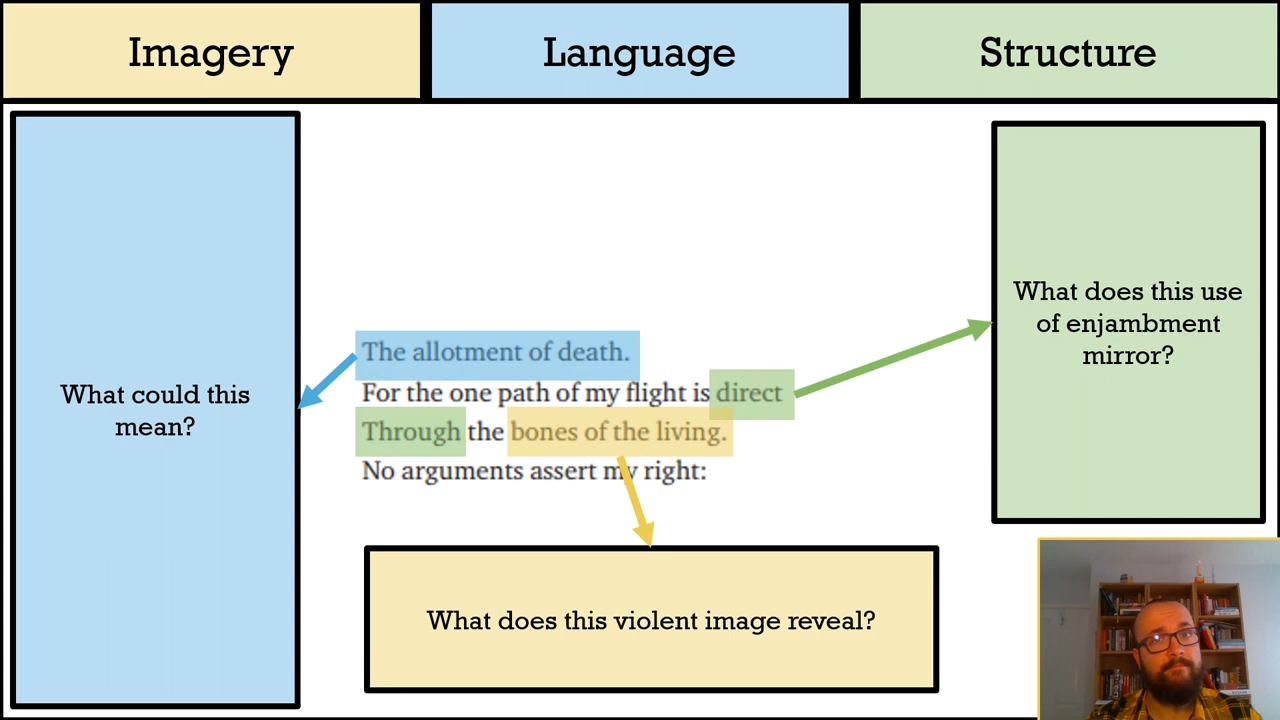 Imagery
Language
Structure
What could this
mean?
The allotment of death.
For the one path of my flight is direct
Through the bones of the living.
No arguments assert my right:
What does this use
of enjambment
mirror?
What does this violent image reveal?